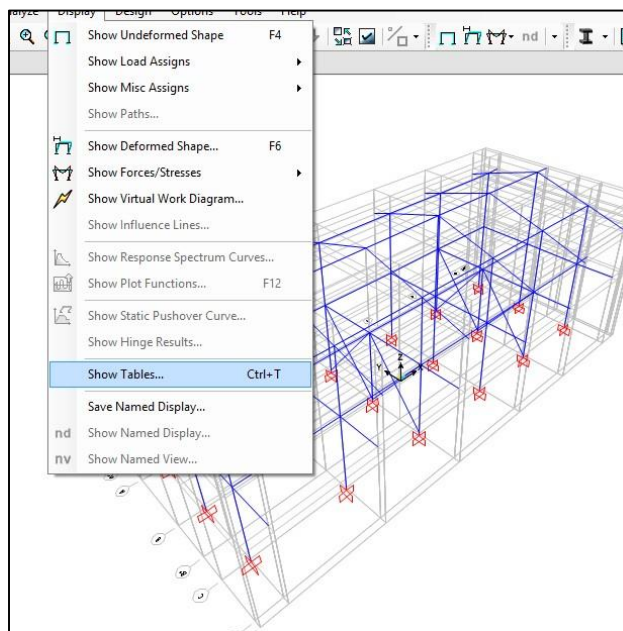 Display Design Options Tools Help
Show Undeformed Shape F4
Show Load Assigns
Show Misc Assigns
Show Paths...
Show Deformed Shape... F6
Show Forces/Stresses
Show Virtual Work Diagram...
Show Influence Lines...
Show Response Spectrum Curves...
Show Plot Functions... F12
Show Static Pushover Curve...
Show Hinge Results...
Show Tables... Ctrl+T
Save Named Display...
nd Show Named Display...
nv Show Named View...
nd
Z
Y